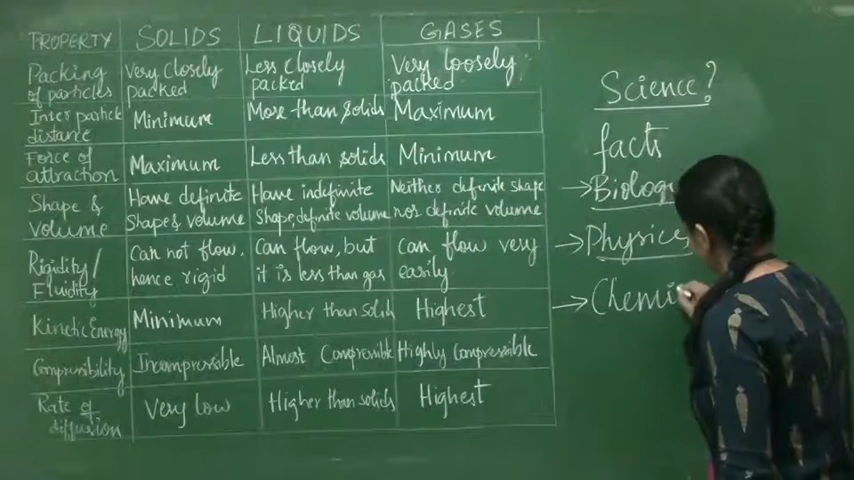 PROPERTY SOLIDS LIQUIDS GASES
Packing of particles Very Closely packed Less Closely packed Very loosely packed
Inter particle distance Minimum More than solids Maximum
Force of attraction Maximum Less than solids Minimum
Shape & Volume Have definite Shape & volume Have indefinite Shape, definite volume Neither definite shape nor definite volume
Rigidity/ Fluidity Can not flow. hence rigid Can flow, but it is less than gas can flow very easily
Kinetic Energy Minimum Higher than solids Highest
Compressibility Incompressible Almost Compressible Highly Compressible
Rate of diffusion Very low Higher than solids Highest
Science?
facts
→Biology
→Physics
→Chemi